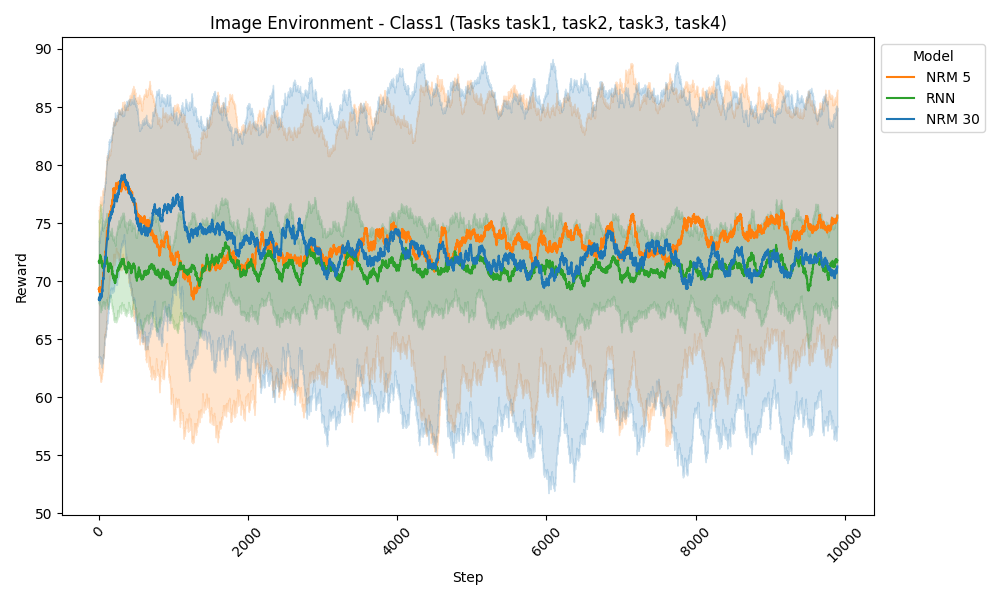 Image Environment - Class1 (Tasks task1, task2, task3, task4)
Reward
90
85
80
75
70
65
60
55
50
0
2000
4000
6000
8000
10000
Step
Model
NRM 5
RNN
NRM 30